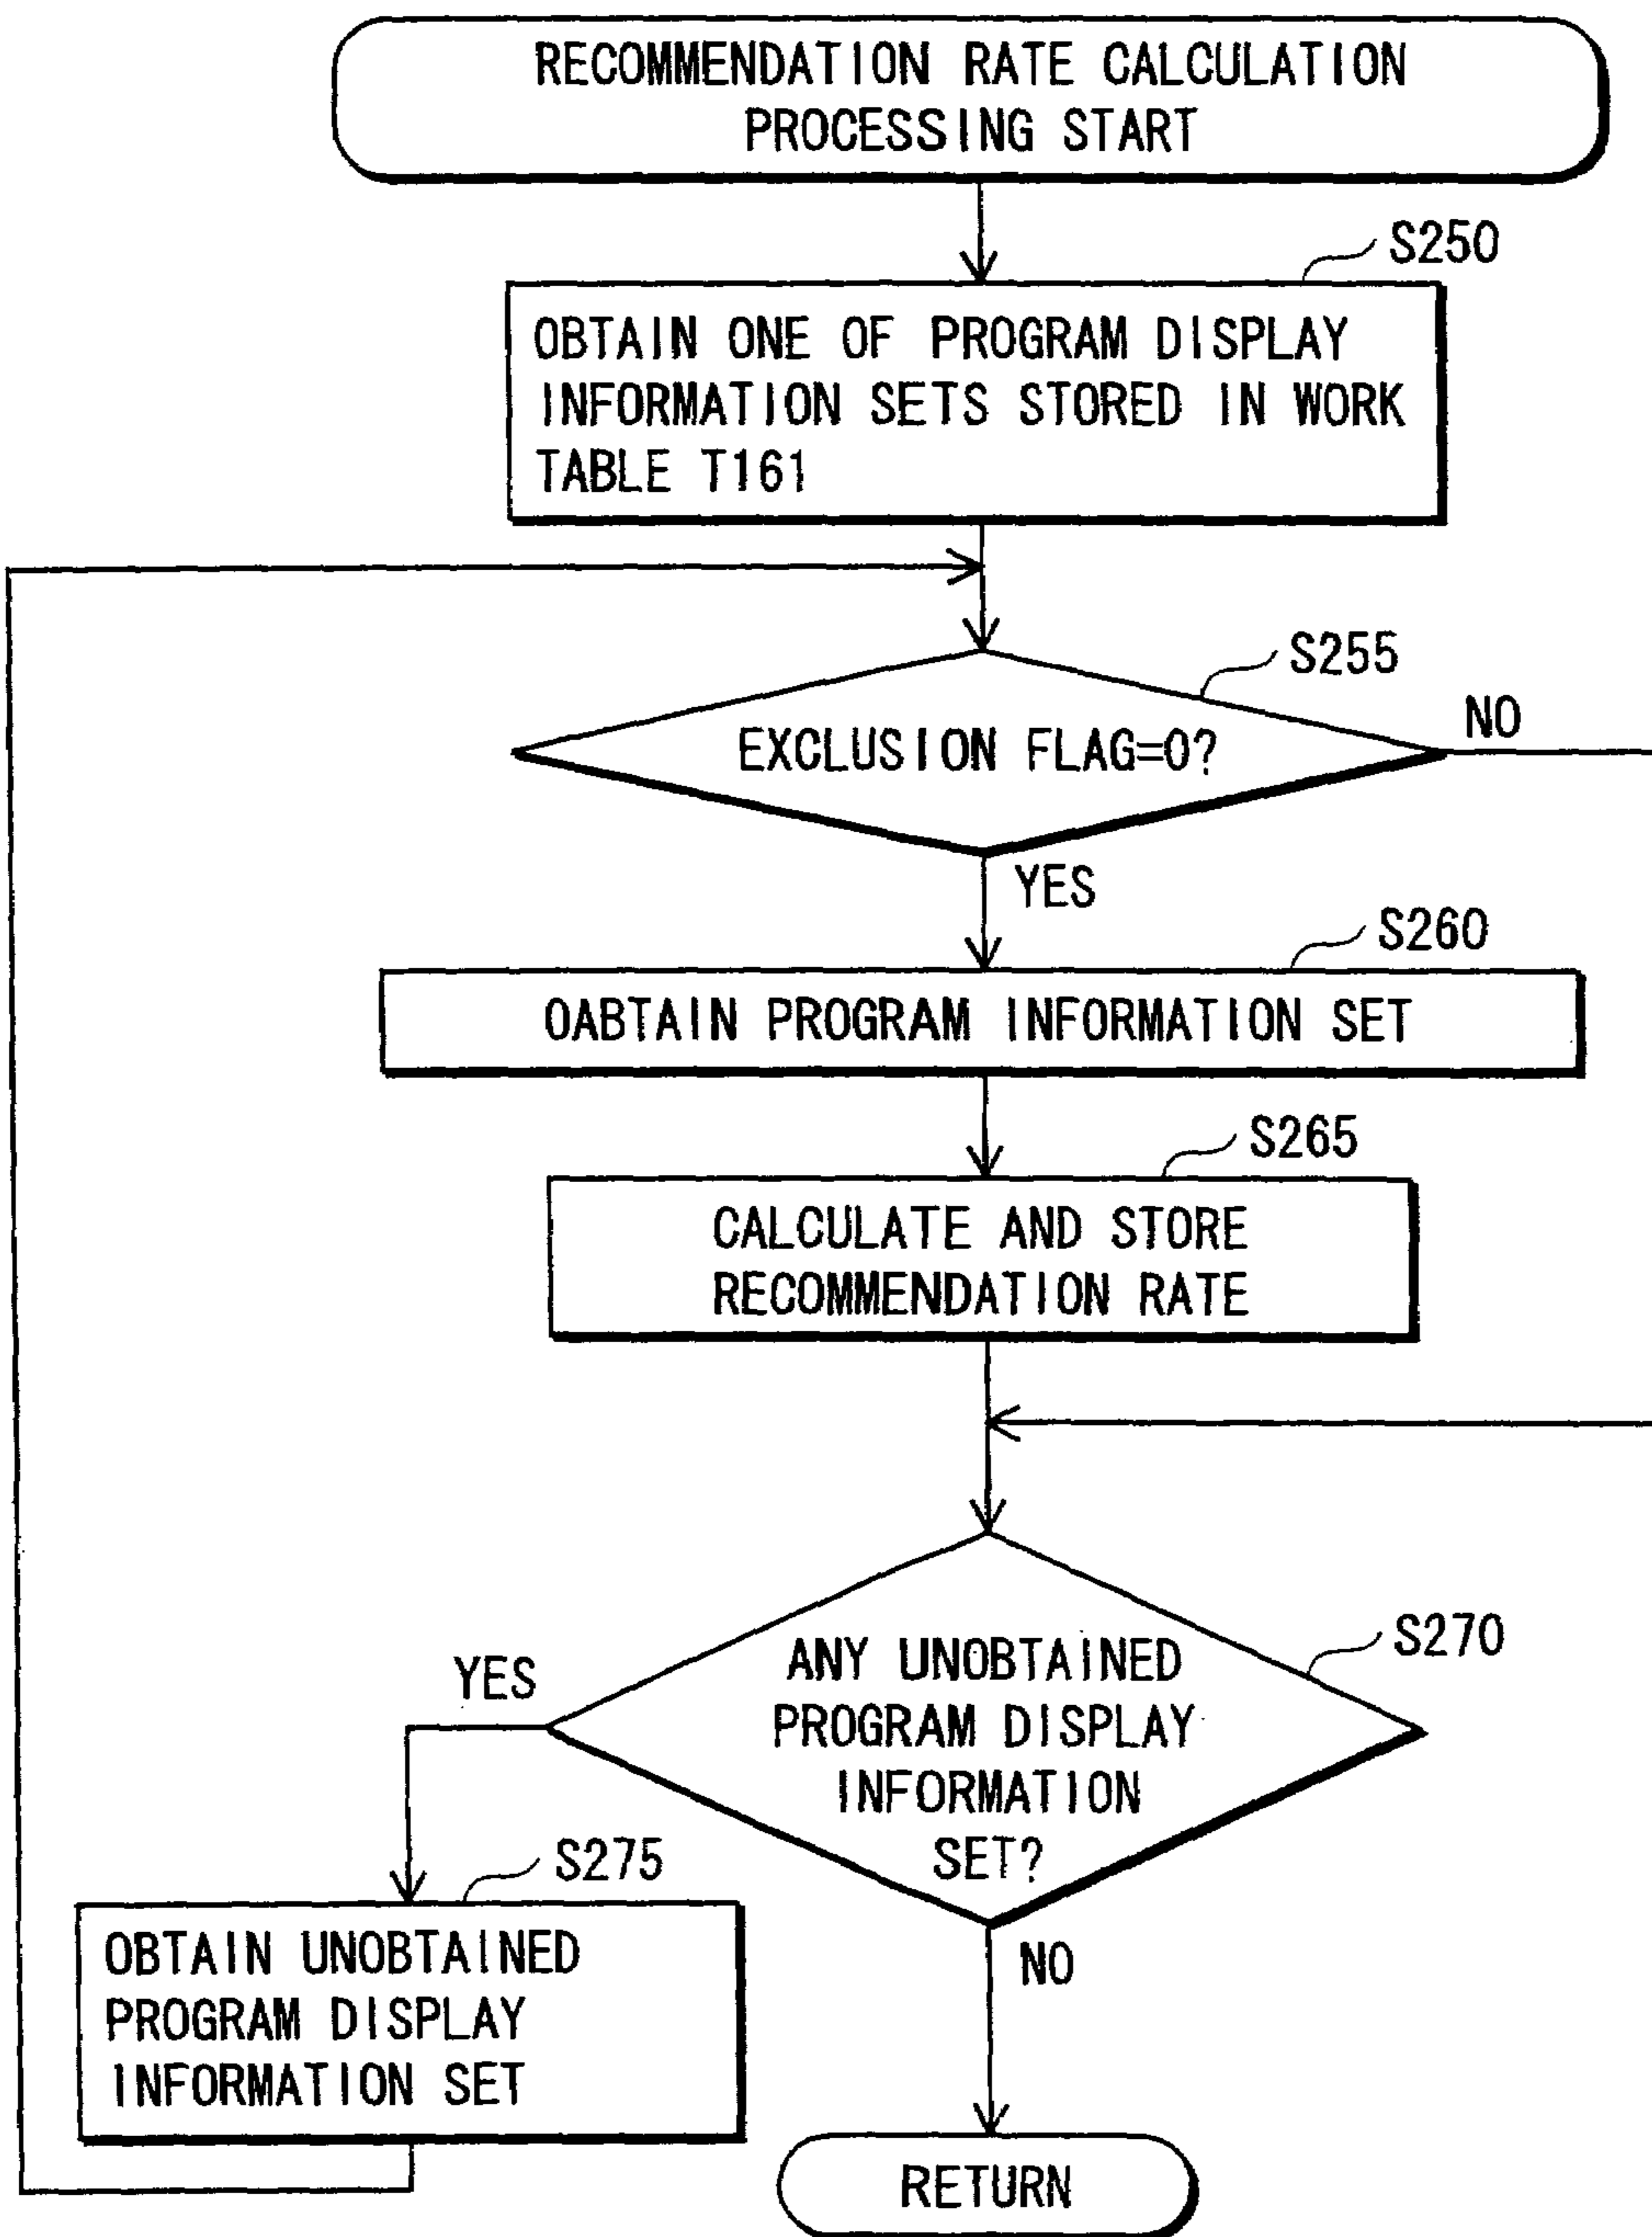 RECOMMENDATION RATE CALCULATION
PROCESSING START
S250
OBTAIN ONE OF PROGRAM DISPLAY
INFORMATION SETS STORED IN WORK
TABLE T161
S255
EXCLUSION FLAG=0?
NO
YES
S260
OABTAIN PROGRAM INFORMATION SET
S265
CALCULATE AND STORE
RECOMMENDATION RATE
S270
ANY UNOBTAINED
PROGRAM DISPLAY
INFORMATION
SET?
YES
S275
OBTAIN UNOBTAINED
PROGRAM DISPLAY
INFORMATION SET
NO
RETURN